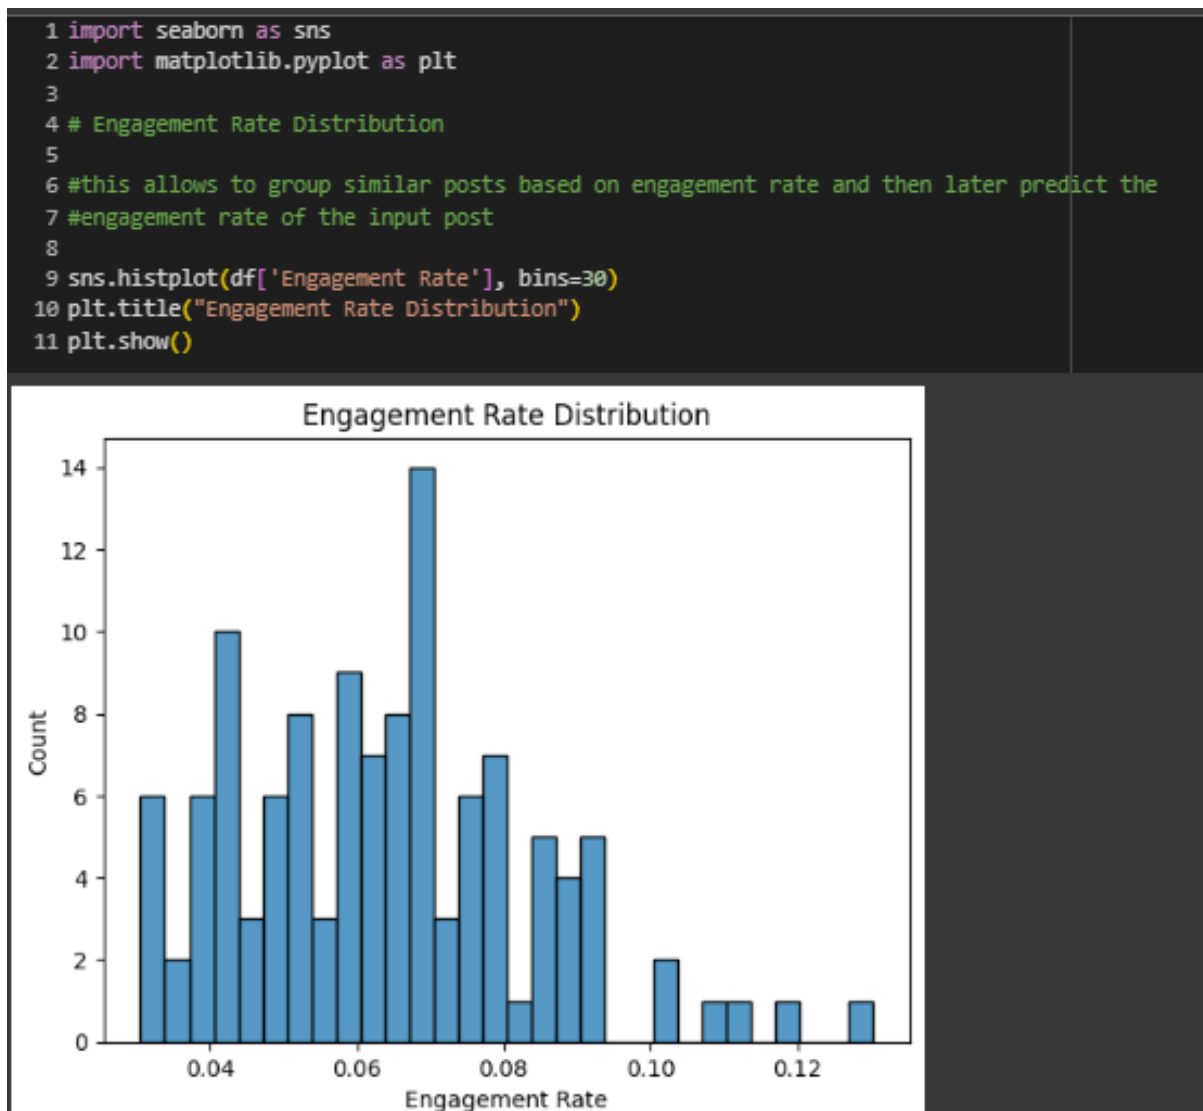 1 import seaborn as sns
2 import matplotlib.pyplot as plt
3
4 # Engagement Rate Distribution
5
6 #this allows to group similar posts based on engagement rate and then later predict the
7 #engagement rate of the input post
8
9 sns.histplot(df['Engagement Rate'], bins=30)
10 plt.title("Engagement Rate Distribution")
11 plt.show()
Engagement Rate Distribution
14
12
10
8
6
4
2
0
Count
0.04 0.06 0.08 0.10 0.12
Engagement Rate